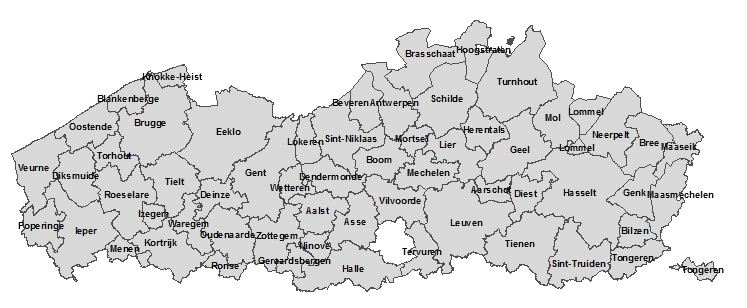 Brasschaat
Hoogstraten
Knokke-Heist
Turnhout
Blankenberge
Beveren
Antwerpen
Schilde
Lommel
Oostende
Brugge
Eeklo
Mol
Herentals
Neerpelt
Lokeren
Sint-Niklaas
Mortsel
Lier
Bree
Maaseik
Lommel
Geel
Torhout
Boom
Veurne
Diksmuide
Gent
Dendermonde
Mechelen
Tielt
Wetteren
Aarschot
Roeselare
Deinze
Diest
Hasselt
Genk
Maasmechelen
Vilvoorde
Izegem
Aalst
Poperinge
Ieper
Waregem
Asse
Leuven
Oudenaarde
Zottegem
Bilzen
Kortrijk
Menen
Ninove
Tienen
Tervuren
Geraardsbergen
Tongeren
Ronse
Halle
Sint-Truiden
Tongeren